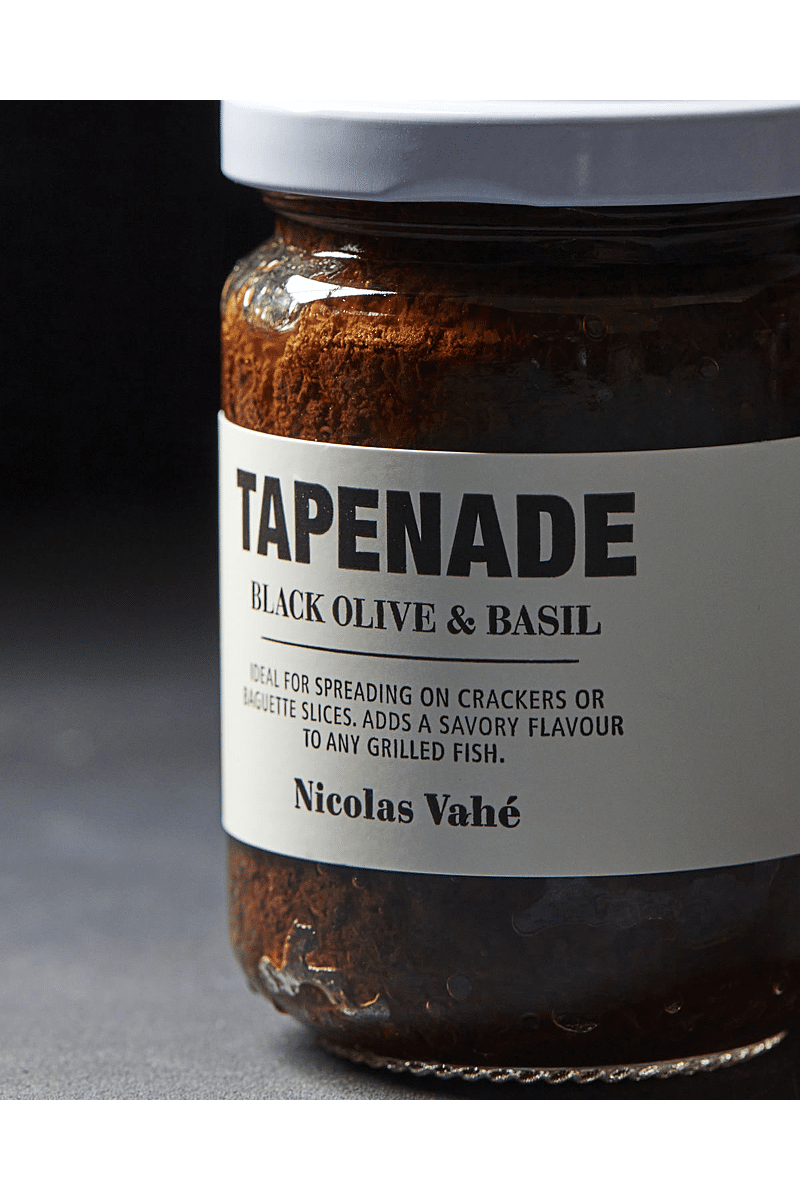 TAPENADE
BLACK OLIVE & BASIL
IDEAL FOR SPREADING ON CRACKERS OR
BAGUETTE SLICES. ADDS A SAVORY FLAVOUR
TO ANY GRILLED FISH.
Nicolas Vahé